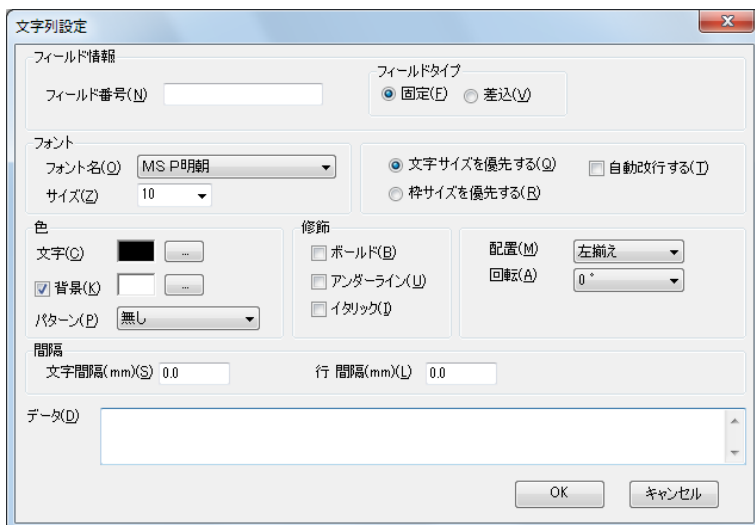 文字列設定
フィールド情報
フィールド番号(N)
フィールドタイプ
固定(F) 差込(V)
フォント
フォント名(O) MS P明朝
サイズ(Z) 10
文字サイズを優先する(Q) 自動改行する(T)
枠サイズを優先する(R)
色
文字(C) ...
背景(K) ...
パターン(P) 無し
修飾
ボールド(B)
アンダーライン(U)
イタリック(I)
配置(M) 左揃え
回転(A) 0 °
間隔
文字間隔(mm)(S) 0.0 行 間隔(mm)(L) 0.0
データ(D)
OK キャンセル